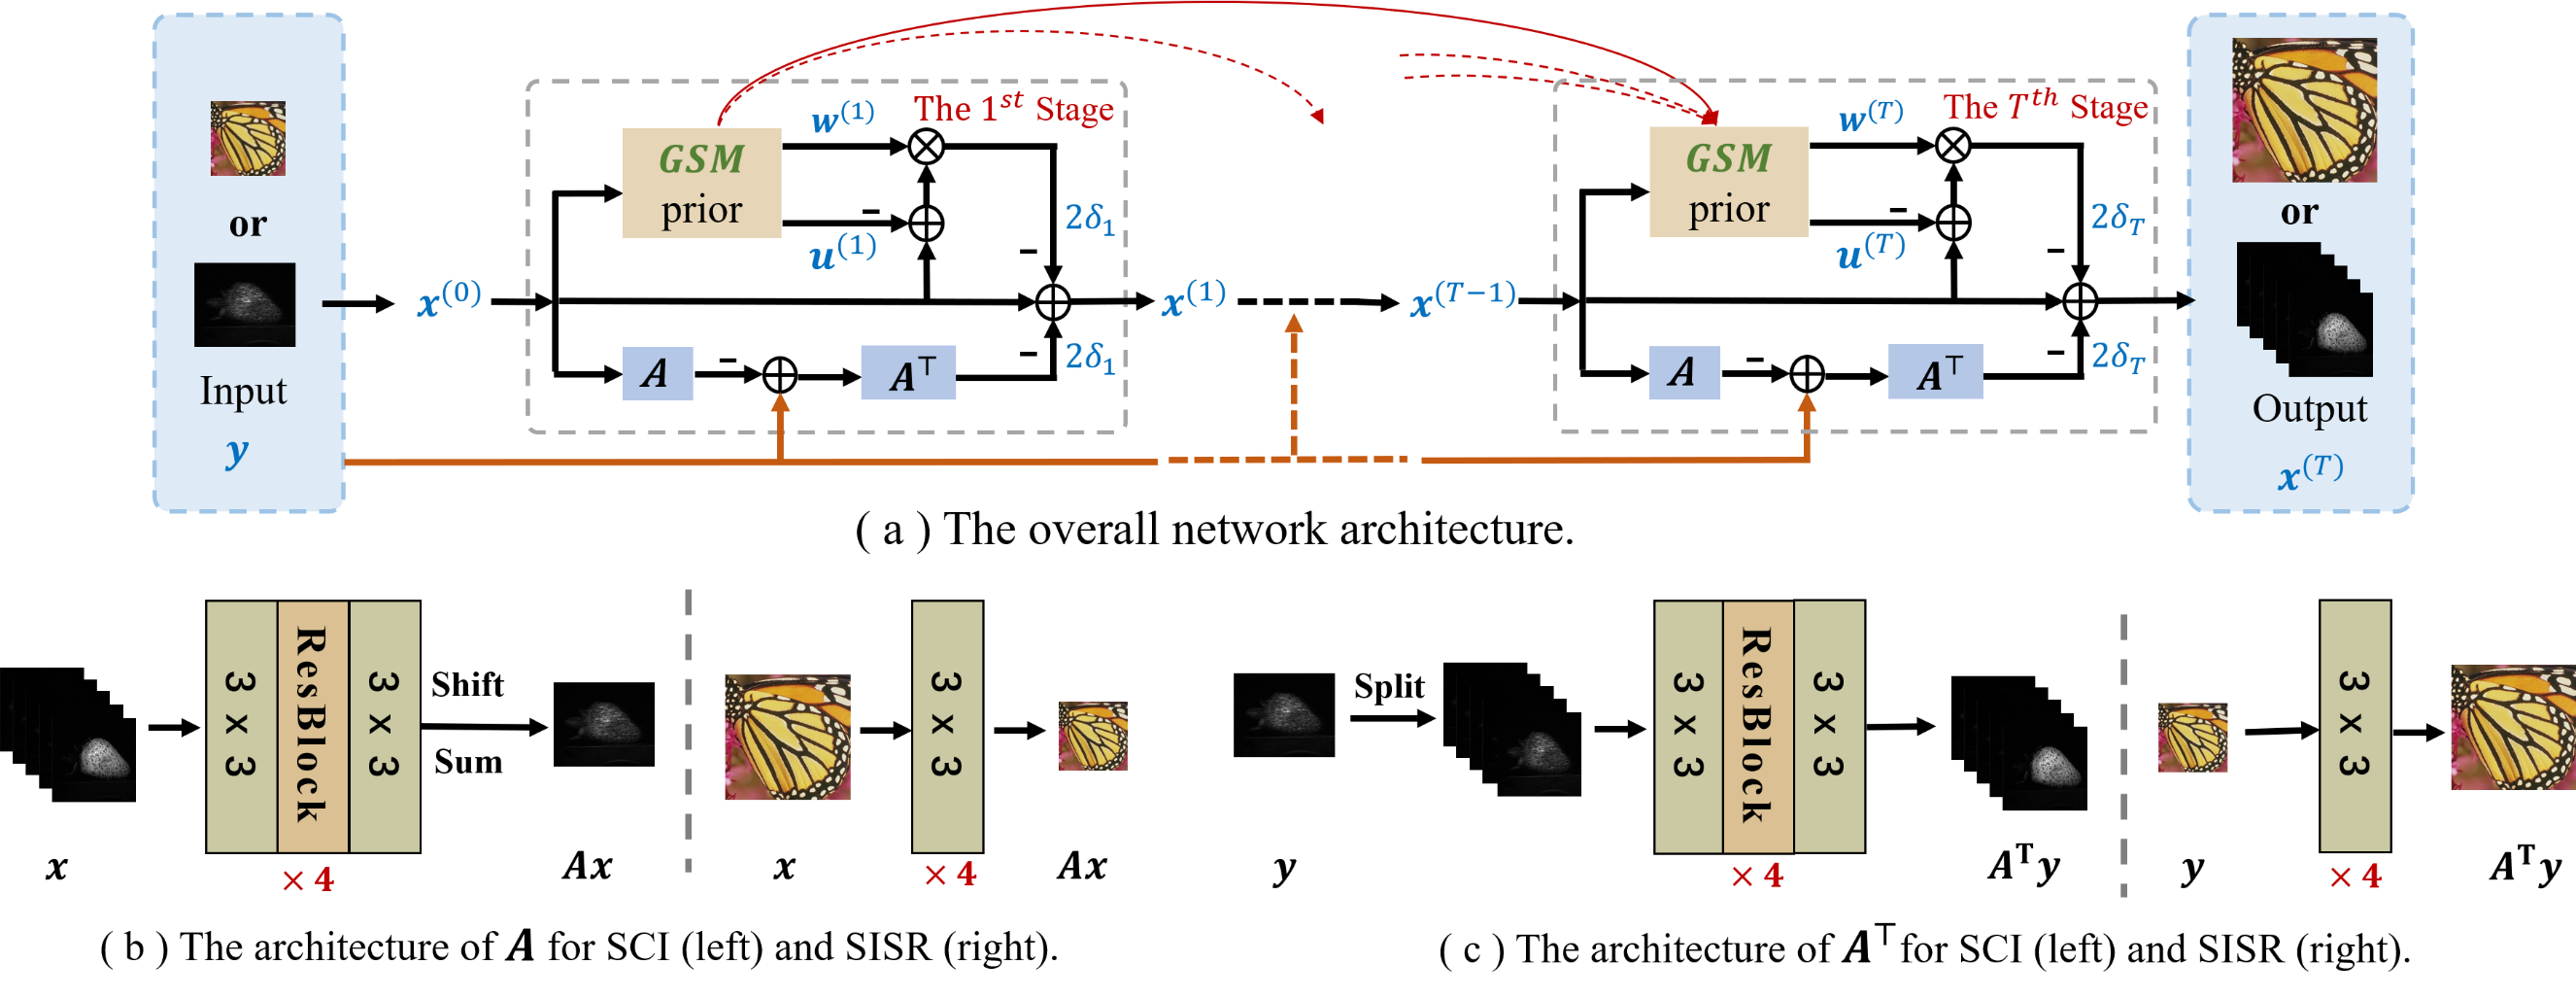 or
Input
y
x^(0)
The 1^st Stage
GSM
prior
w^(1)
u^(1)
−
⊗
⊕
2δ_1
−
⊕
−
2δ_1
A
−
⊕
A^⊤
x^(1)
x^(T−1)
The T^th Stage
GSM
prior
w^(T)
u^(T)
−
⊗
⊕
2δ_T
−
⊕
−
2δ_T
A
−
⊕
A^⊤
or
Output
x^(T)
( a ) The overall network architecture.
x
3 x 3
ResBlock
3 x 3
× 4
Shift
Sum
Ax
x
3 x 3
× 4
Ax
( b ) The architecture of A for SCI (left) and SISR (right).
y
Split
3 x 3
ResBlock
3 x 3
× 4
A^T y
y
3 x 3
× 4
A^T y
( c ) The architecture of A^⊤ for SCI (left) and SISR (right).